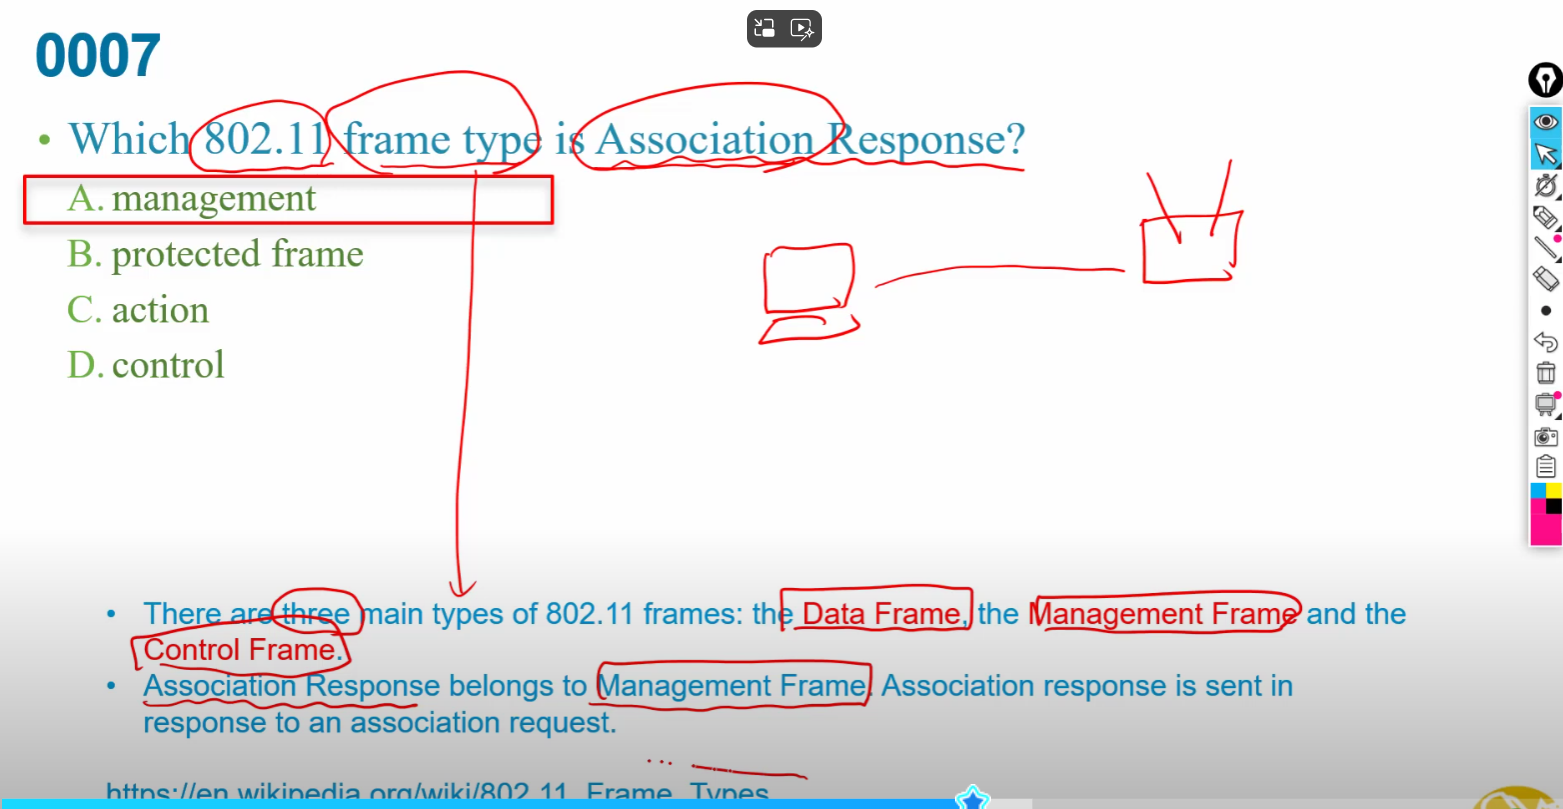 0007
• Which 802.11 frame type is Association Response?
A. management
B. protected frame
C. action
D. control
• There are three main types of 802.11 frames: the Data Frame, the Management Frame and the
Control Frame.
• Association Response belongs to Management Frame. Association response is sent in
response to an association request.
https://en.wikipedia.org/wiki/802.11_Frame_Types